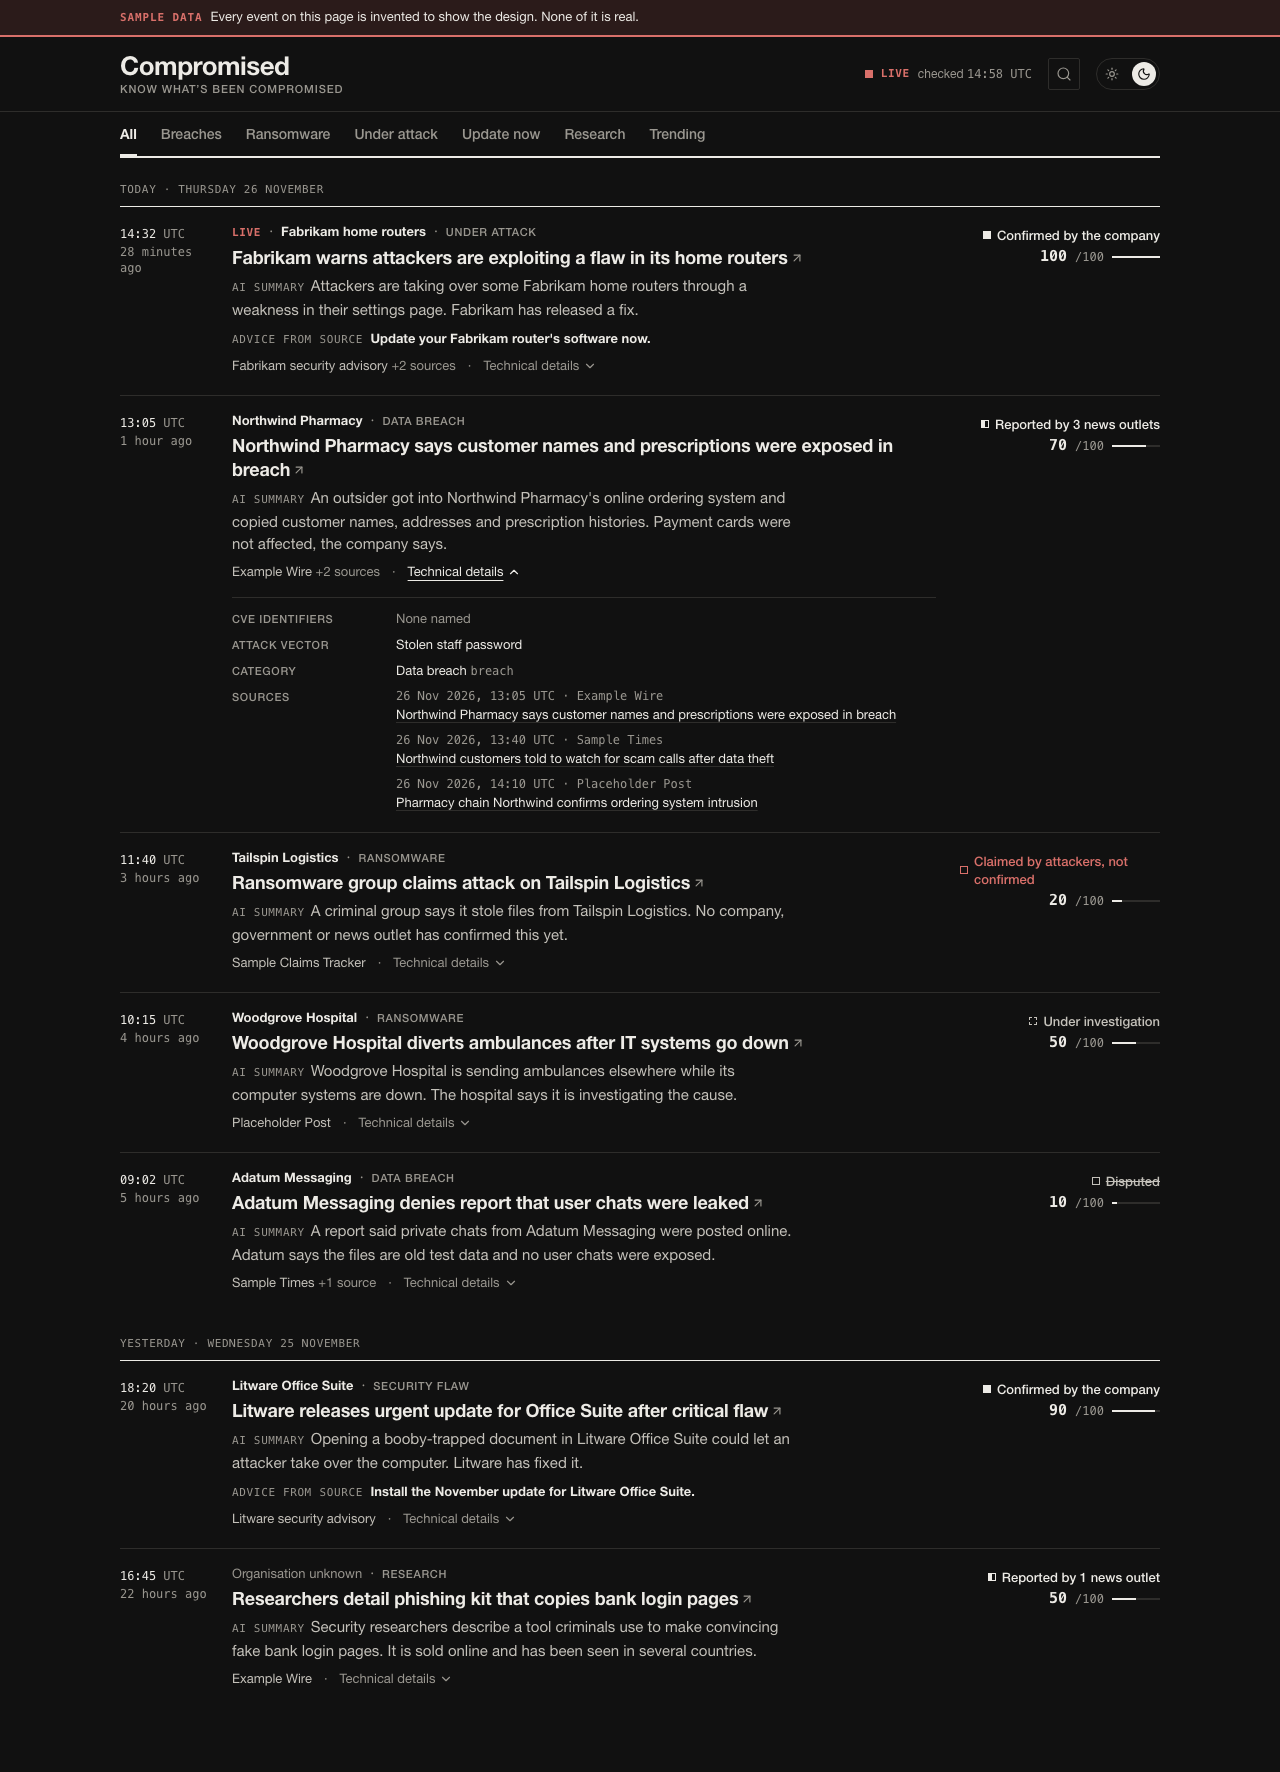 SAMPLE DATA Every event on this page is invented to show the design. None of it is real.
Compromised
KNOW WHAT'S BEEN COMPROMISED
LIVE checked 14:58 UTC
All Breaches Ransomware Under attack Update now Research Trending
TODAY · THURSDAY 26 NOVEMBER
14:32 UTC
28 minutes
ago
LIVE · Fabrikam home routers · UNDER ATTACK
Fabrikam warns attackers are exploiting a flaw in its home routers
AI SUMMARY Attackers are taking over some Fabrikam home routers through a
weakness in their settings page. Fabrikam has released a fix.
ADVICE FROM SOURCE Update your Fabrikam router's software now.
Fabrikam security advisory +2 sources · Technical details
Confirmed by the company
100 /100
13:05 UTC
1 hour ago
Northwind Pharmacy · DATA BREACH
Northwind Pharmacy says customer names and prescriptions were exposed in
breach
AI SUMMARY An outsider got into Northwind Pharmacy's online ordering system and
copied customer names, addresses and prescription histories. Payment cards were
not affected, the company says.
Example Wire +2 sources · Technical details
Reported by 3 news outlets
70 /100
CVE IDENTIFIERS None named
ATTACK VECTOR Stolen staff password
CATEGORY Data breach breach
SOURCES 26 Nov 2026, 13:05 UTC · Example Wire
Northwind Pharmacy says customer names and prescriptions were exposed in breach
26 Nov 2026, 13:40 UTC · Sample Times
Northwind customers told to watch for scam calls after data theft
26 Nov 2026, 14:10 UTC · Placeholder Post
Pharmacy chain Northwind confirms ordering system intrusion
11:40 UTC
3 hours ago
Tailspin Logistics · RANSOMWARE
Ransomware group claims attack on Tailspin Logistics
AI SUMMARY A criminal group says it stole files from Tailspin Logistics. No company,
government or news outlet has confirmed this yet.
Sample Claims Tracker · Technical details
Claimed by attackers, not
confirmed
20 /100
10:15 UTC
4 hours ago
Woodgrove Hospital · RANSOMWARE
Woodgrove Hospital diverts ambulances after IT systems go down
AI SUMMARY Woodgrove Hospital is sending ambulances elsewhere while its
computer systems are down. The hospital says it is investigating the cause.
Placeholder Post · Technical details
Under investigation
50 /100
09:02 UTC
5 hours ago
Adatum Messaging · DATA BREACH
Adatum Messaging denies report that user chats were leaked
AI SUMMARY A report said private chats from Adatum Messaging were posted online.
Adatum says the files are old test data and no user chats were exposed.
Sample Times +1 source · Technical details
Disputed
10 /100
YESTERDAY · WEDNESDAY 25 NOVEMBER
18:20 UTC
20 hours ago
Litware Office Suite · SECURITY FLAW
Litware releases urgent update for Office Suite after critical flaw
AI SUMMARY Opening a booby-trapped document in Litware Office Suite could let an
attacker take over the computer. Litware has fixed it.
ADVICE FROM SOURCE Install the November update for Litware Office Suite.
Litware security advisory · Technical details
Confirmed by the company
90 /100
16:45 UTC
22 hours ago
Organisation unknown · RESEARCH
Researchers detail phishing kit that copies bank login pages
AI SUMMARY Security researchers describe a tool criminals use to make convincing
fake bank login pages. It is sold online and has been seen in several countries.
Example Wire · Technical details
Reported by 1 news outlet
50 /100